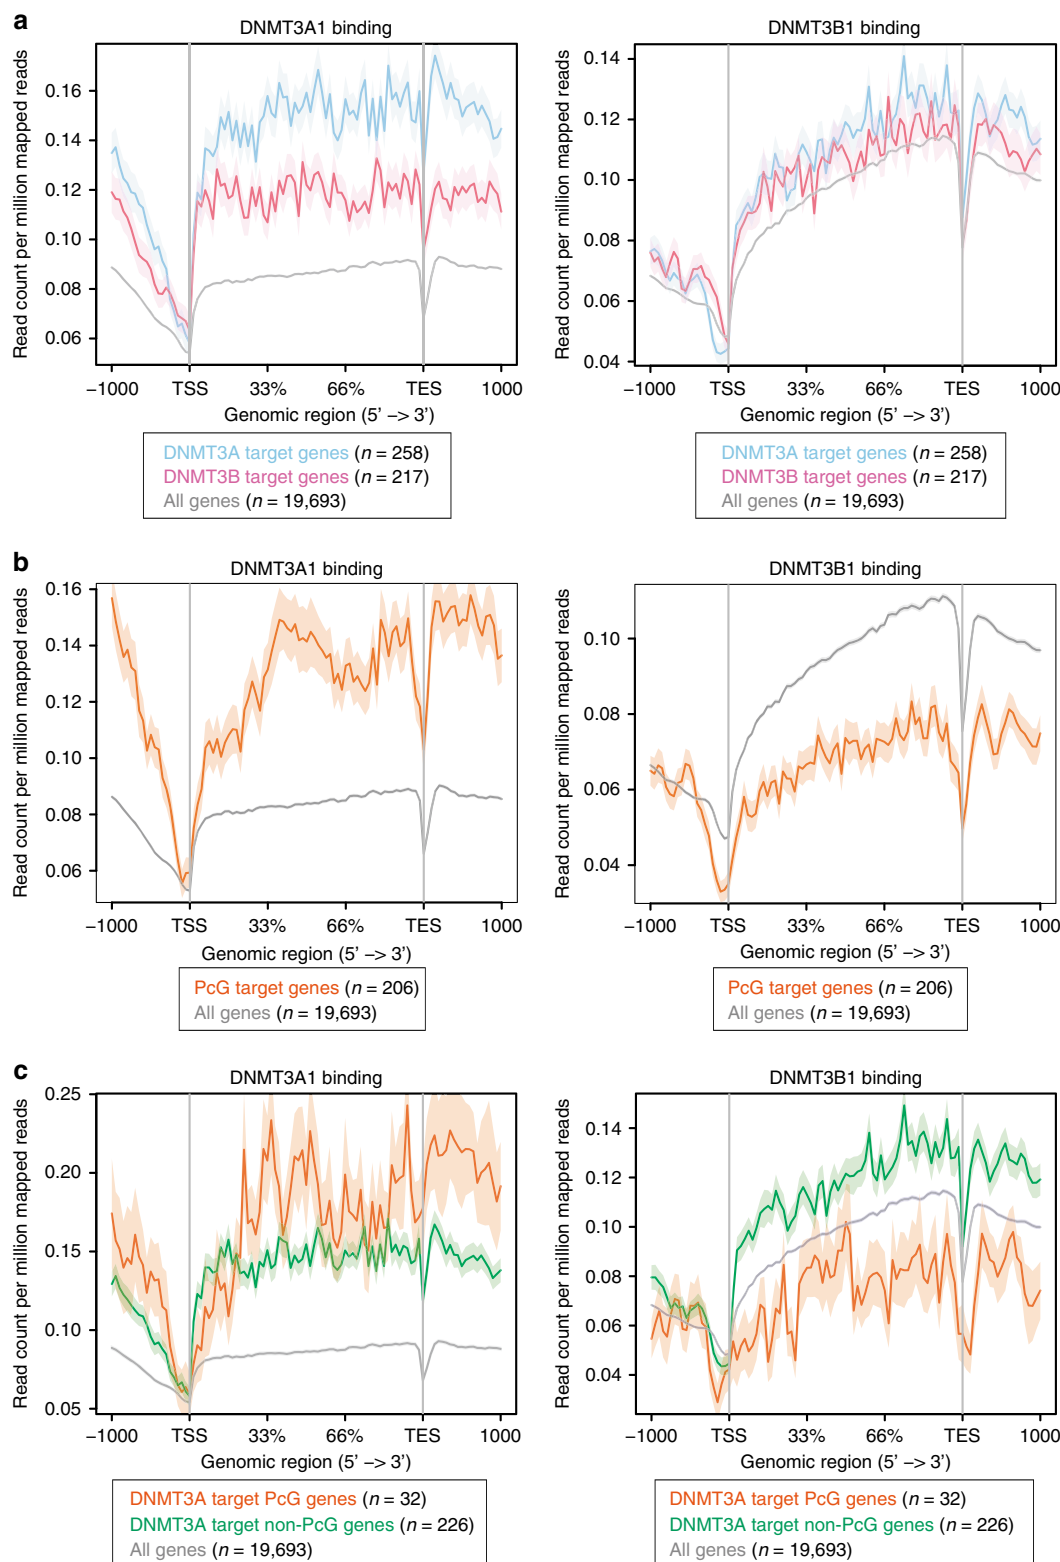 a
DNMT3A1 binding
Read count per million mapped reads
0.16
0.14
0.12
0.10
0.08
0.06
−1000 TSS 33% 66% TES 1000
Genomic region (5’ −> 3’)
DNMT3A target genes (n = 258)
DNMT3B target genes (n = 217)
All genes (n = 19,693)
DNMT3B1 binding
Read count per million mapped reads
0.14
0.12
0.10
0.08
0.06
0.04
−1000 TSS 33% 66% TES 1000
Genomic region (5’ −> 3’)
DNMT3A target genes (n = 258)
DNMT3B target genes (n = 217)
All genes (n = 19,693)
b
DNMT3A1 binding
Read count per million mapped reads
0.16
0.14
0.12
0.10
0.08
0.06
−1000 TSS 33% 66% TES 1000
Genomic region (5’ −> 3’)
PcG target genes (n = 206)
All genes (n = 19,693)
DNMT3B1 binding
Read count per million mapped reads
0.10
0.08
0.06
0.04
−1000 TSS 33% 66% TES 1000
Genomic region (5’ −> 3’)
PcG target genes (n = 206)
All genes (n = 19,693)
c
DNMT3A1 binding
Read count per million mapped reads
0.25
0.20
0.15
0.10
0.05
−1000 TSS 33% 66% TES 1000
Genomic region (5’ −> 3’)
DNMT3A target PcG genes (n = 32)
DNMT3A target non-PcG genes (n = 226)
All genes (n = 19,693)
DNMT3B1 binding
Read count per million mapped reads
0.14
0.12
0.10
0.08
0.06
0.04
−1000 TSS 33% 66% TES 1000
Genomic region (5’ −> 3’)
DNMT3A target PcG genes (n = 32)
DNMT3A target non-PcG genes (n = 226)
All genes (n = 19,693)